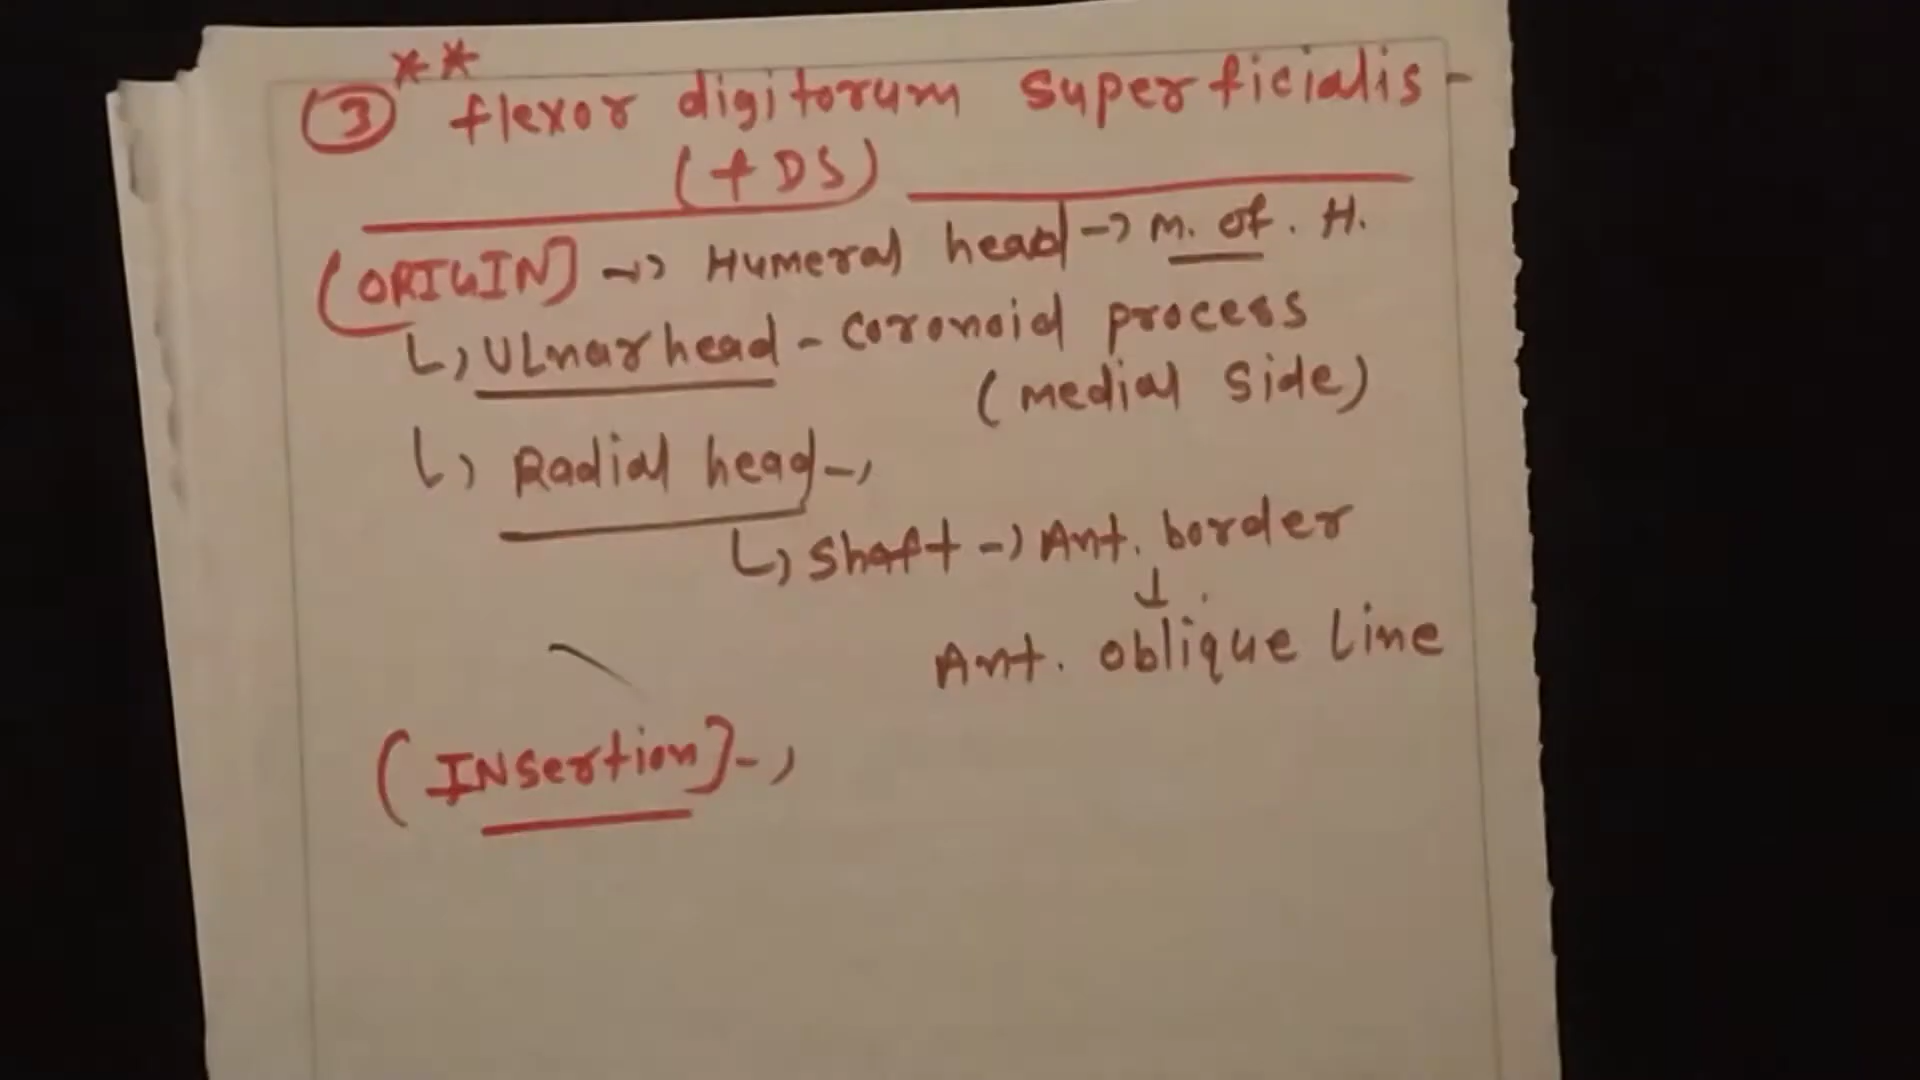 **
③ flexor digitorum superficialis -
(fDS)
(ORIGIN] → Humeral head → M. of. H.
↳ ULnar head - coronoid process
(medial side)
↳ Radial head →
↳ shaft → Ant. border
↓
Ant. oblique line
(INsertion] →